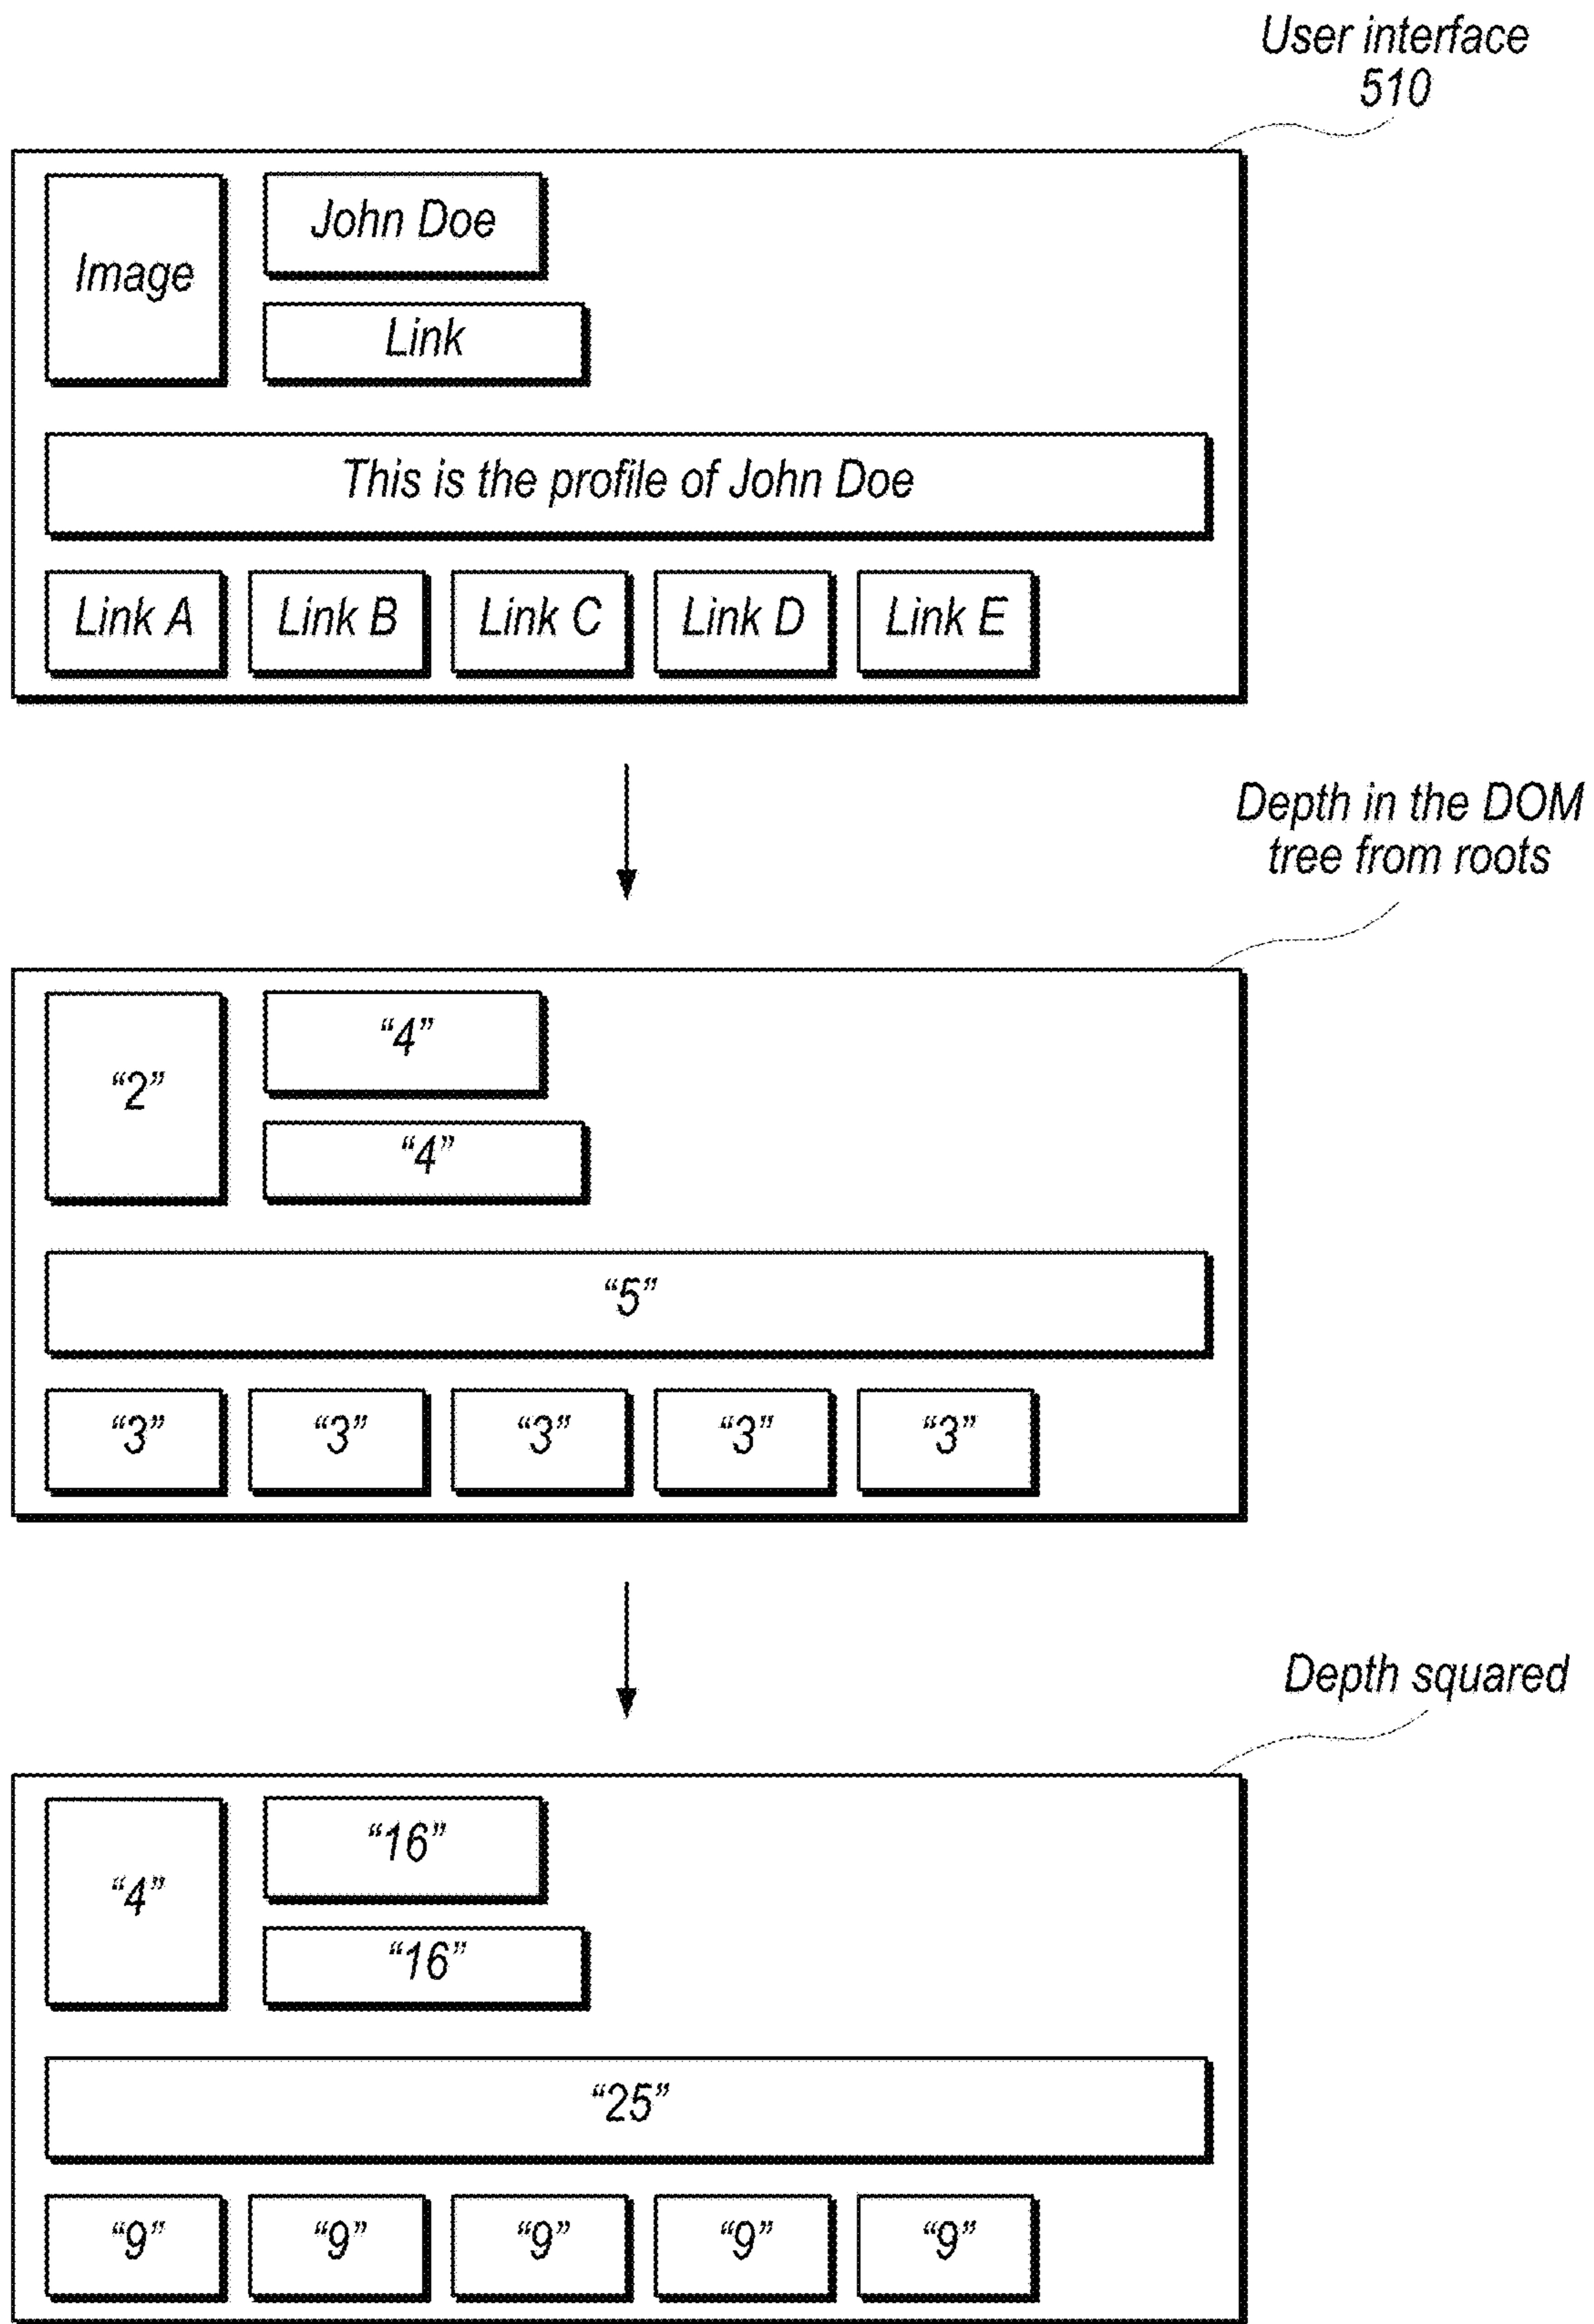 User interface
510
John Doe
Image
Link
This is the profile of John Doe
Link A Link B Link C Link D Link E
Depth in the DOM
tree from roots
“4”
“2”
“4”
“5”
“3” “3” “3” “3” “3”
Depth squared
“16”
“4”
“16”
“25”
“9” “9” “9” “9” “9”